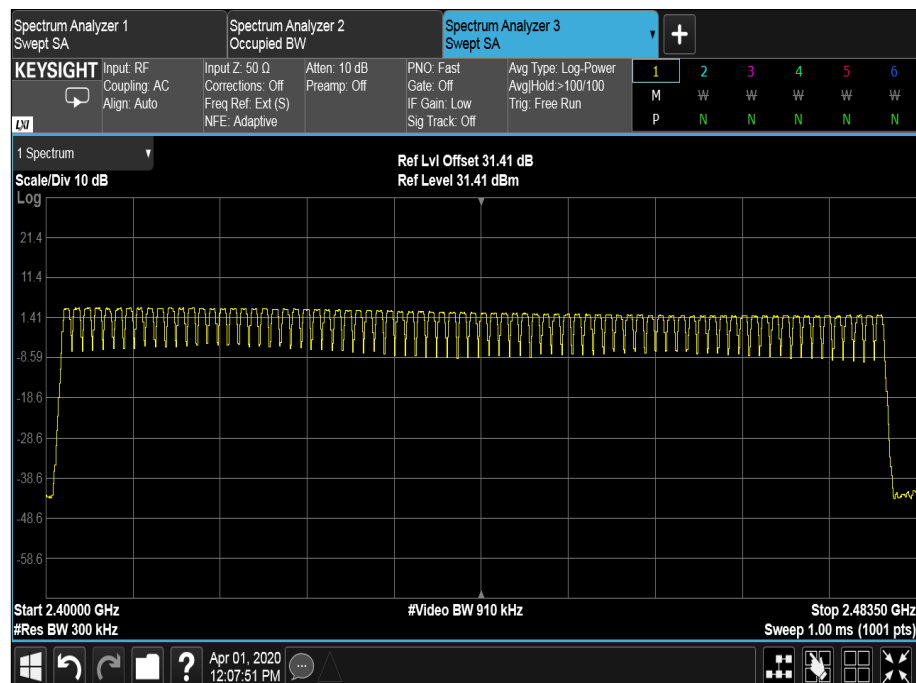 Spectrum Analyzer 1
Swept SA
Spectrum Analyzer 2
Occupied BW
Spectrum Analyzer 3
Swept SA
KEYSIGHT
LXI
Input: RF
Coupling: AC
Align: Auto
Input Z: 50 Ω
Corrections: Off
Freq Ref: Ext (S)
NFE: Adaptive
Atten: 10 dB
Preamp: Off
PNO: Fast
Gate: Off
IF Gain: Low
Sig Track: Off
Avg Type: Log-Power
Avg|Hold:>100/100
Trig: Free Run
1 2 3 4 5 6
M W W W W W
P N N N N N
1 Spectrum
Scale/Div 10 dB
Ref Lvl Offset 31.41 dB
Ref Level 31.41 dBm
Log
21.4
11.4
1.41
-8.59
-18.6
-28.6
-38.6
-48.6
-58.6
Start 2.40000 GHz
#Res BW 300 kHz
#Video BW 910 kHz
Stop 2.48350 GHz
Sweep 1.00 ms (1001 pts)
?
Apr 01, 2020
12:07:51 PM